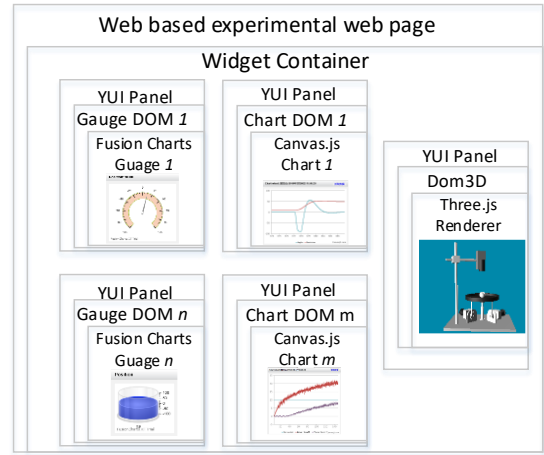 Web based experimental web page
Widget Container
YUI Panel
Gauge DOM 1
Fusion Charts
Guage 1
YUI Panel
Chart DOM 1
Canvas.js
Chart 1
YUI Panel
Dom3D
Three.js
Renderer
YUI Panel
Gauge DOM n
Fusion Charts
Guage n
Position
YUI Panel
Chart DOM m
Canvas.js
Chart m